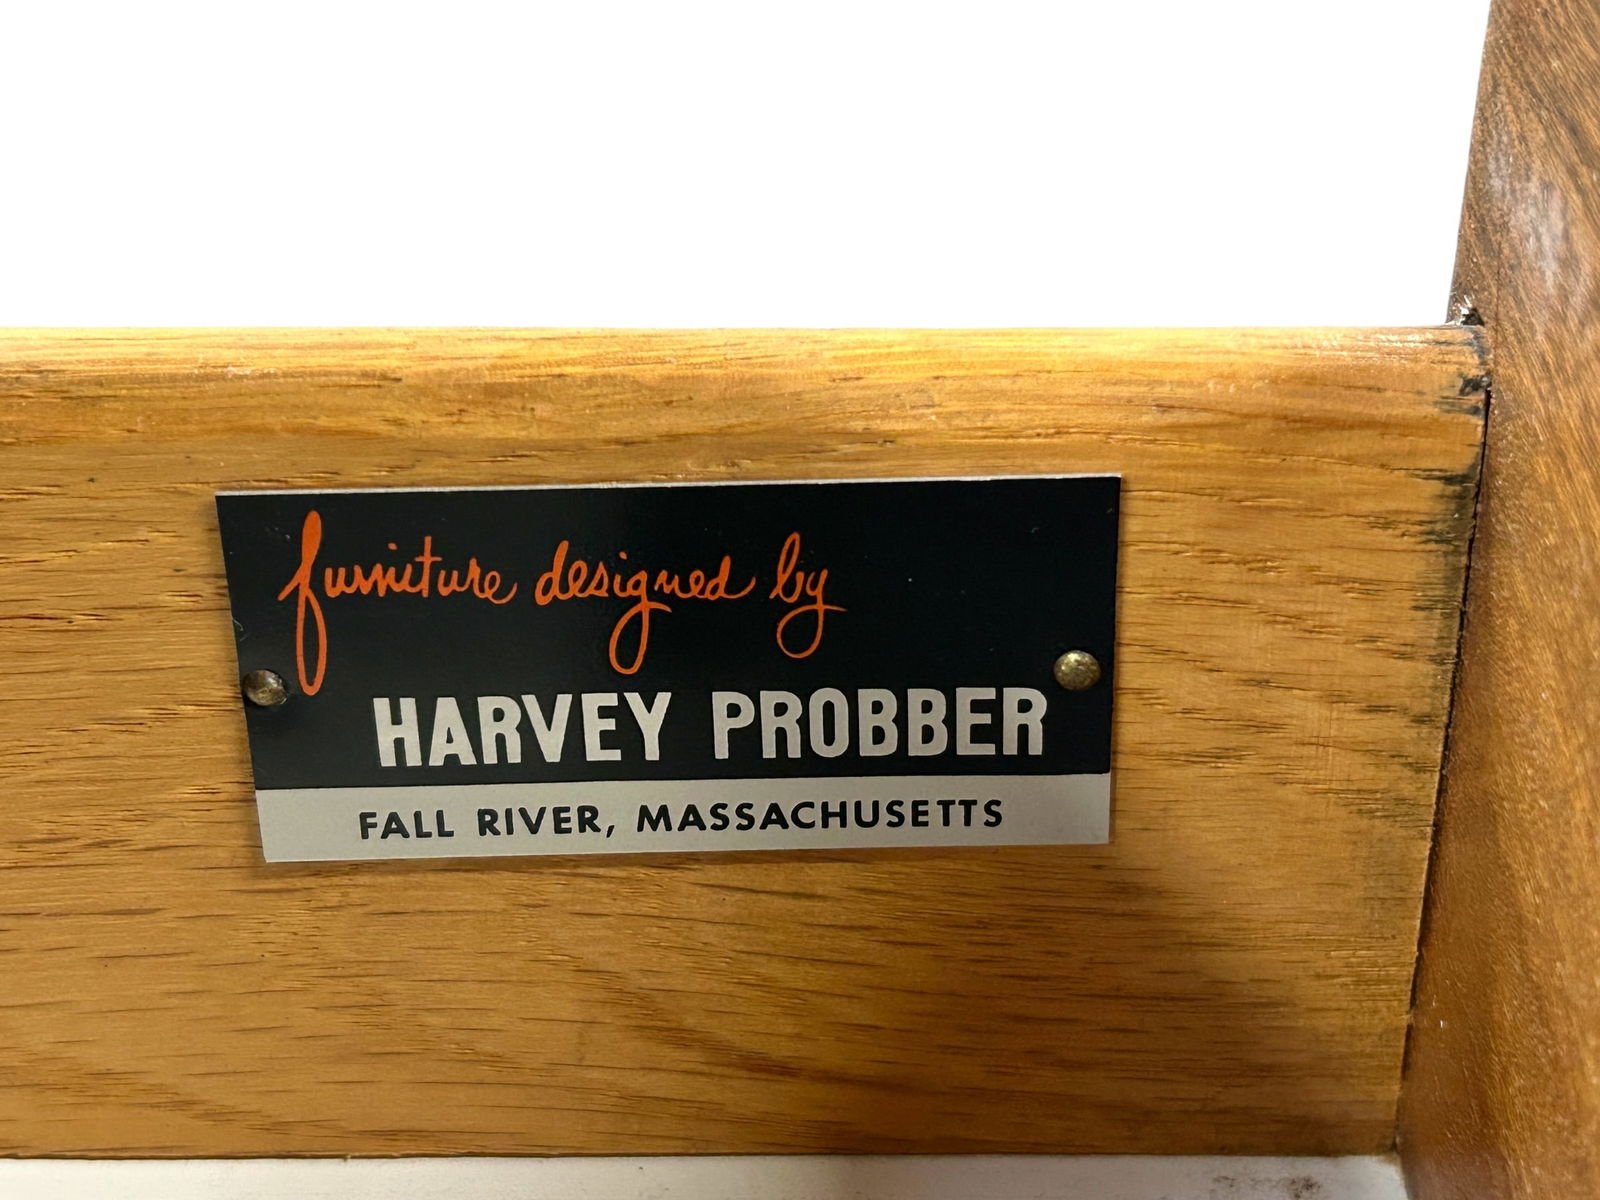 furniture designed by
HARVEY PROBBER
FALL RIVER, MASSACHUSETTS